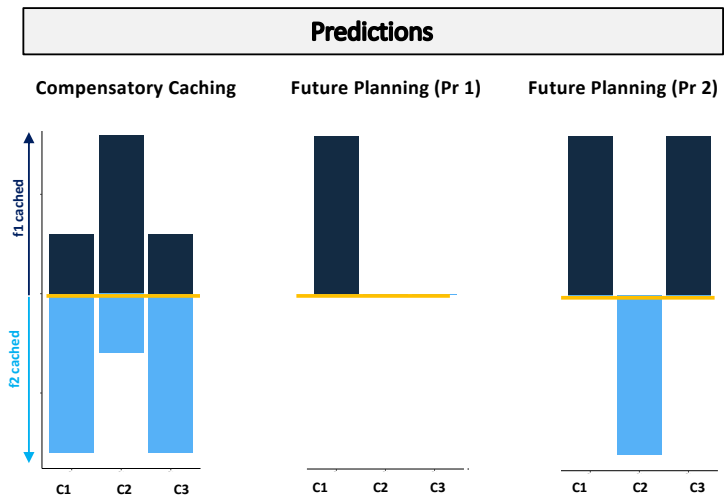 Predictions
Compensatory Caching
Future Planning (Pr 1)
Future Planning (Pr 2)
f1 cached
f2 cached
C1 C2 C3
C1 C2 C3
C1 C2 C3